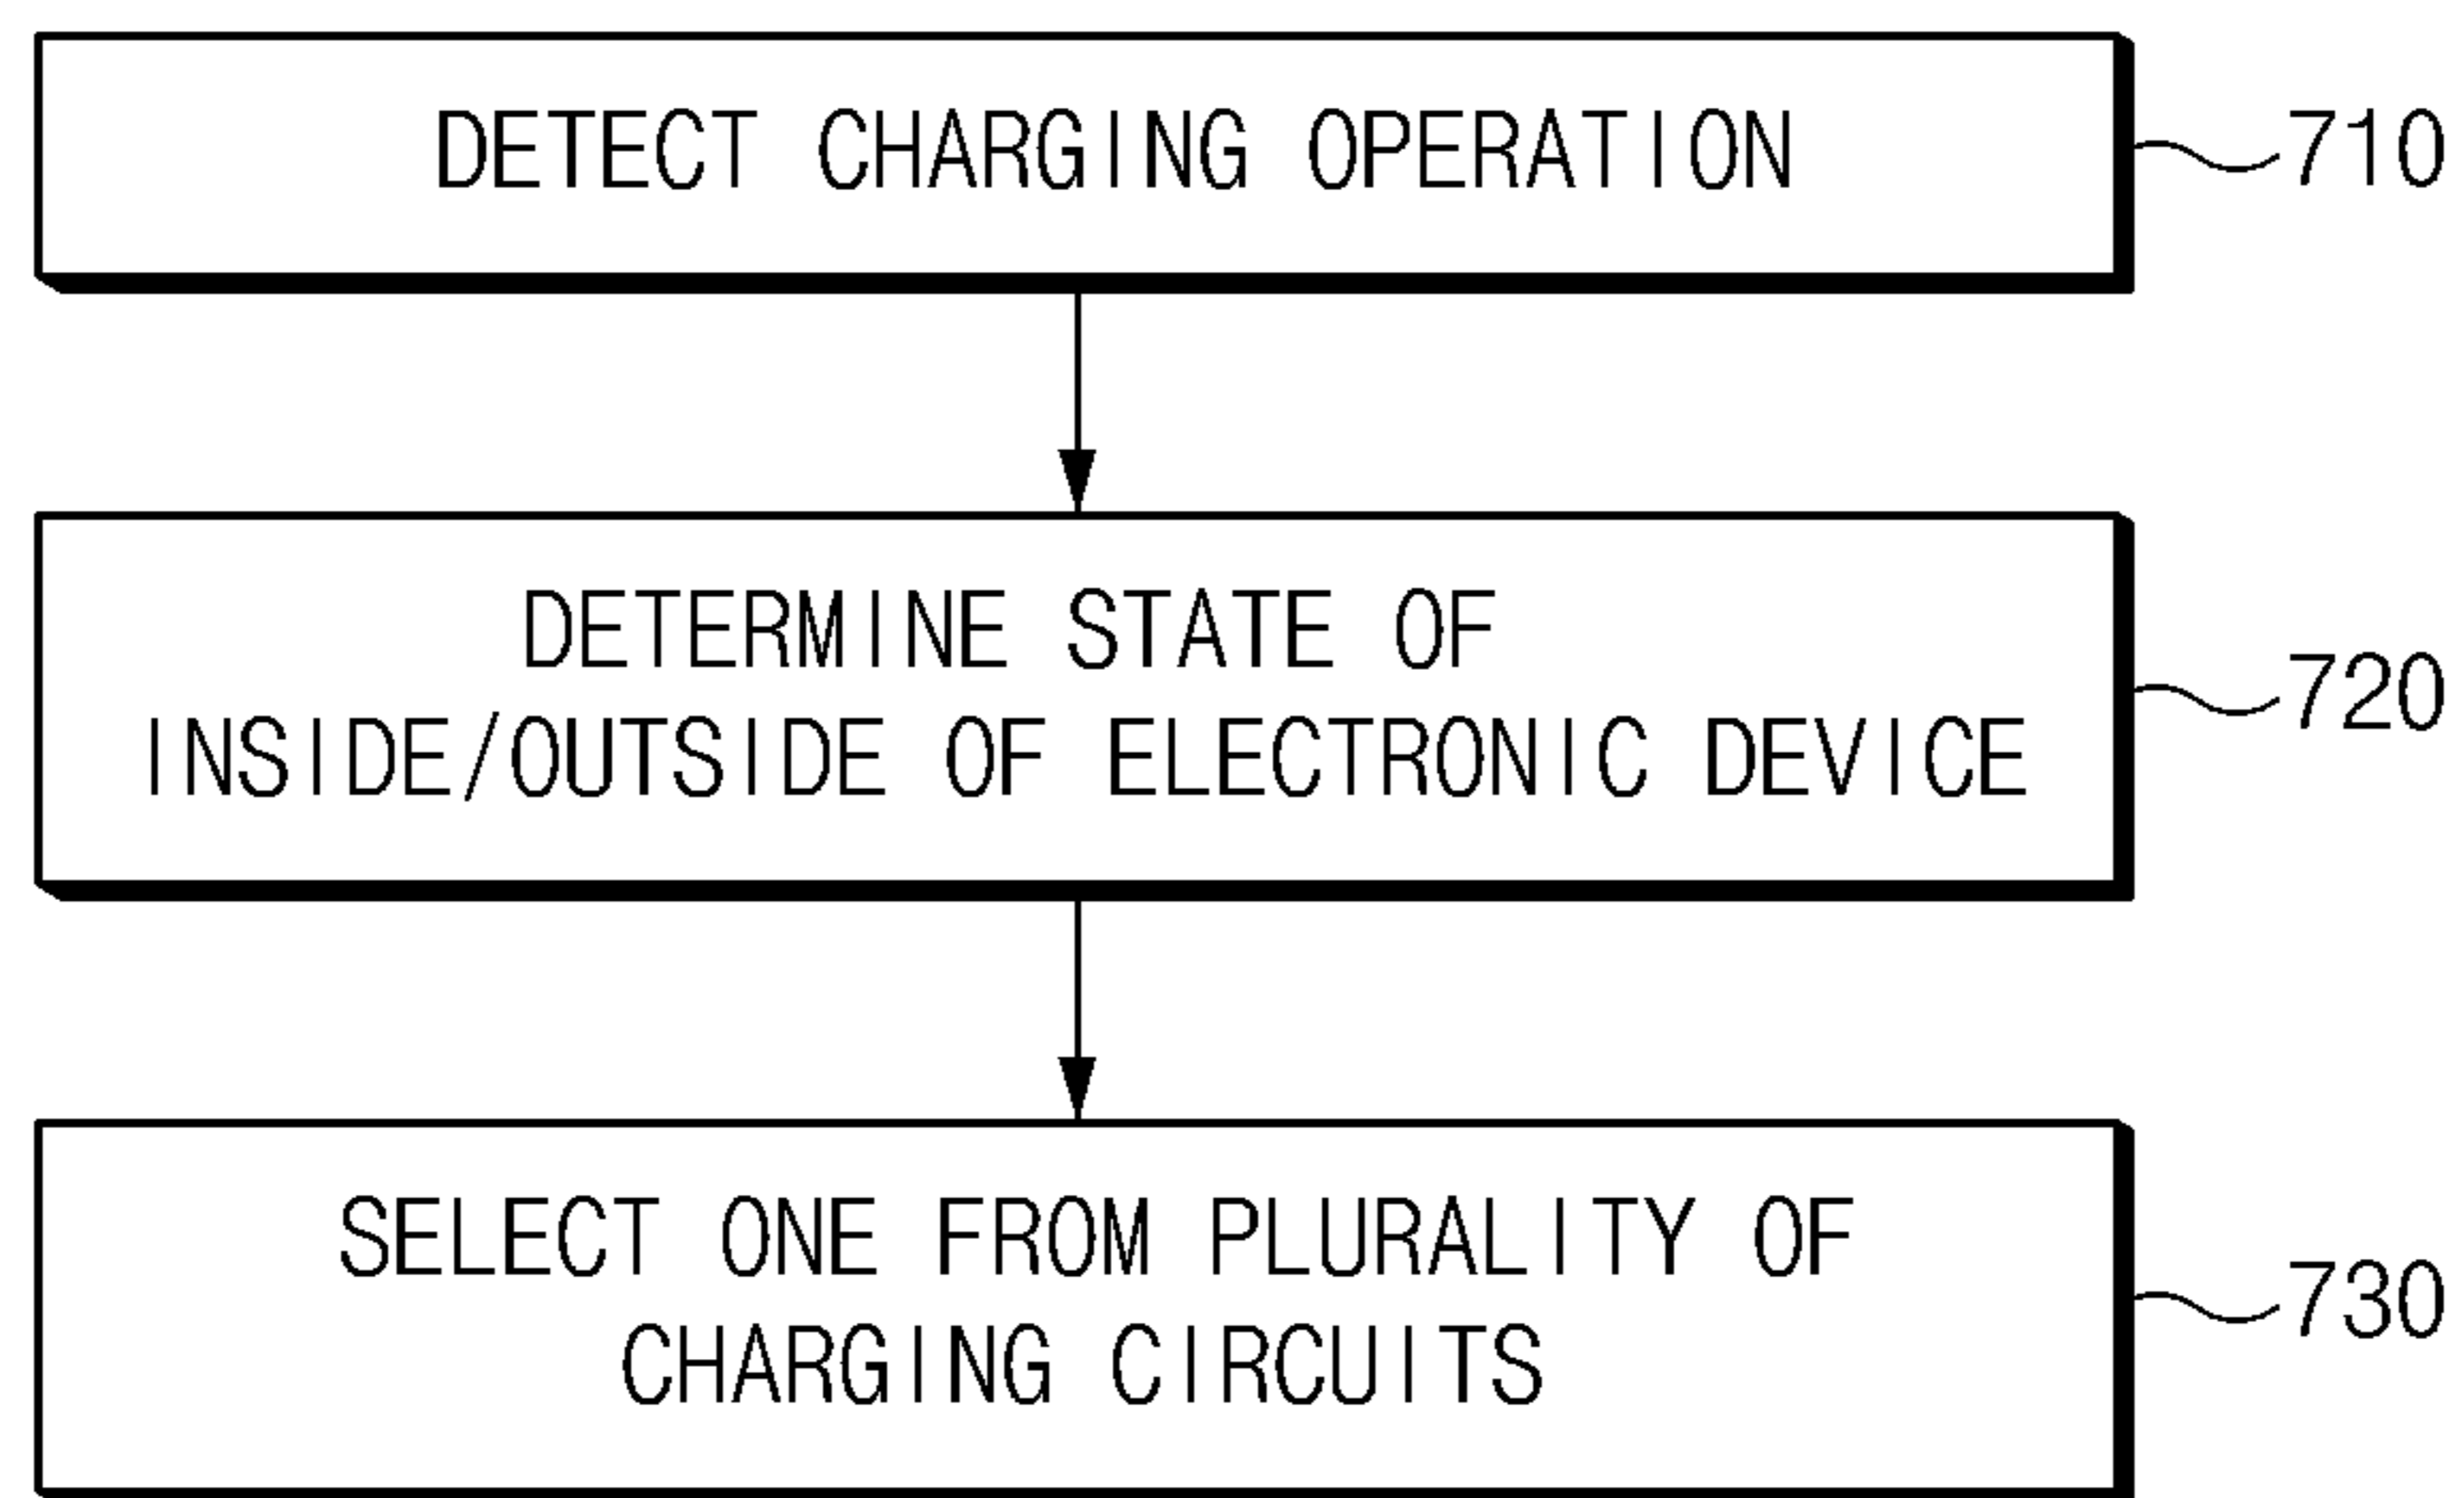 DETECT CHARGING OPERATION
710
DETERMINE STATE OF
INSIDE/OUTSIDE OF ELECTRONIC DEVICE
720
SELECT ONE FROM PLURALITY OF
CHARGING CIRCUITS
730